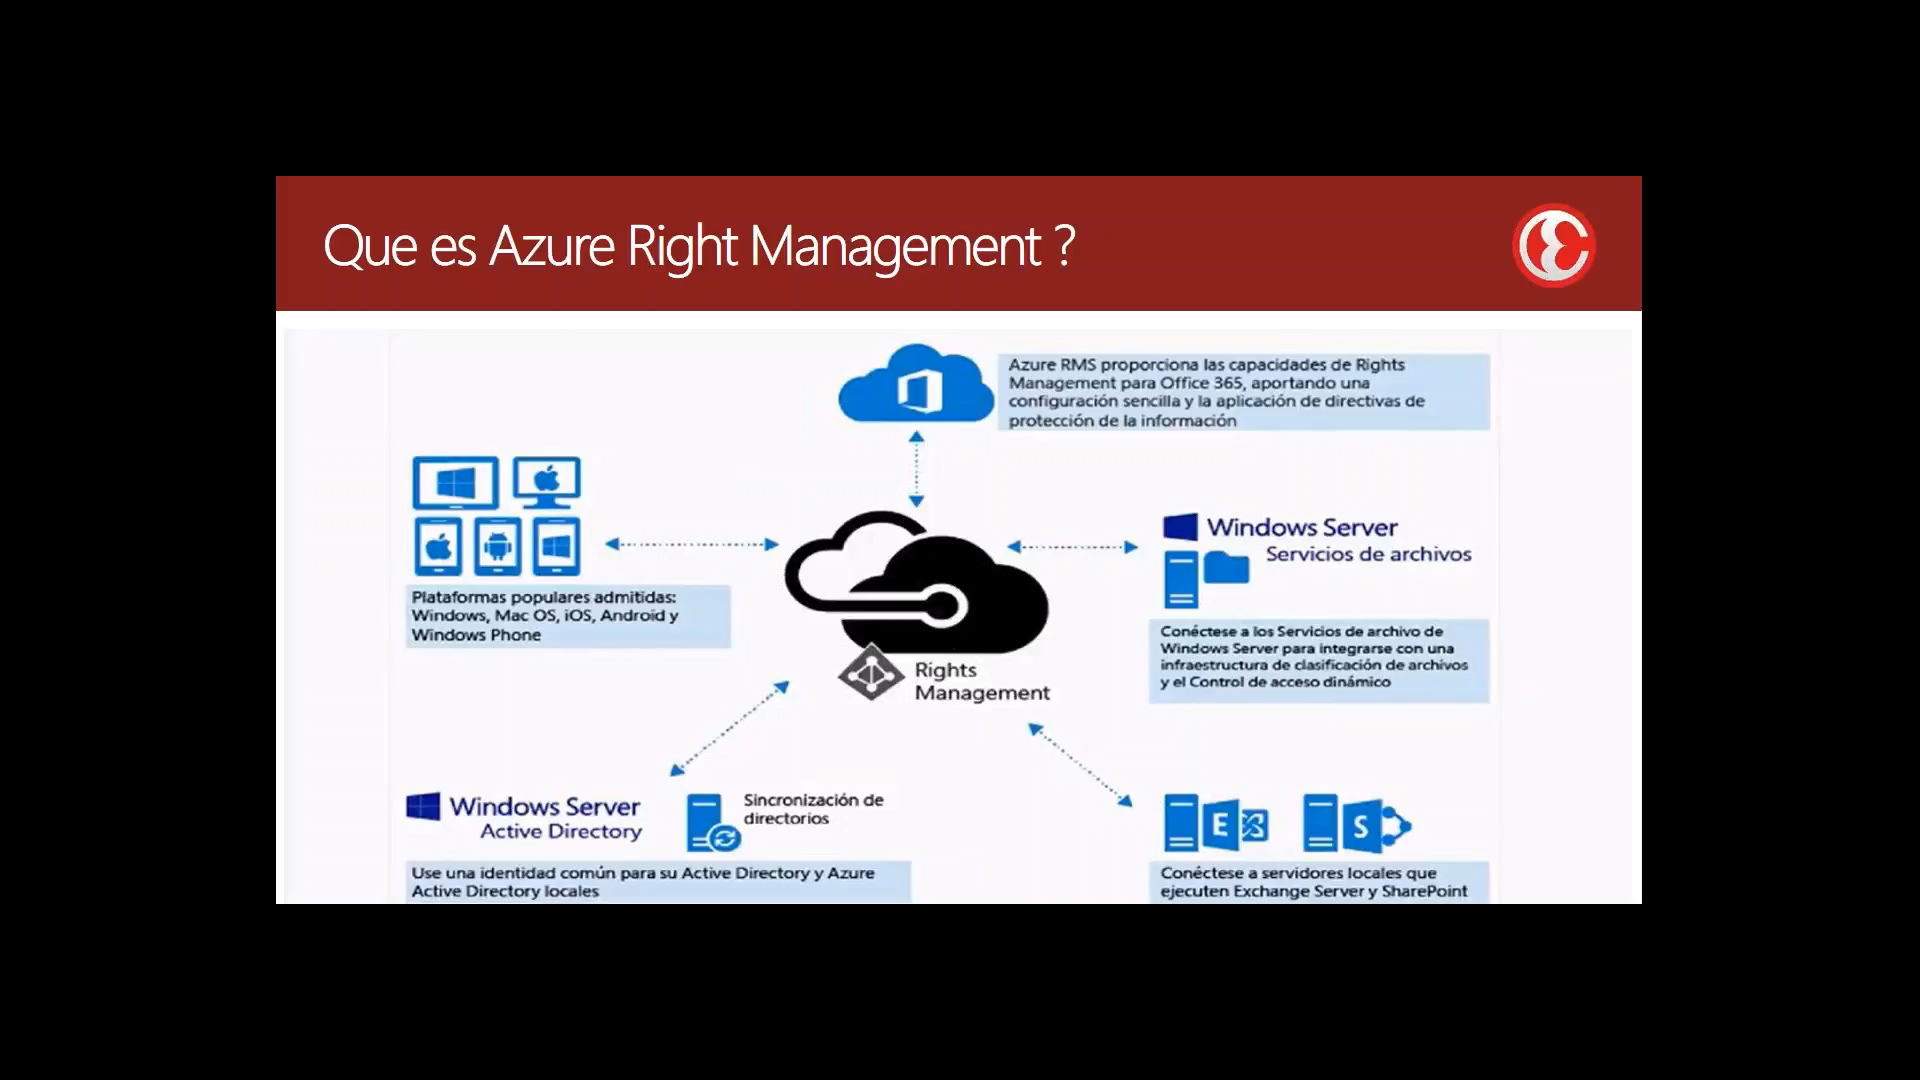 Que es Azure Right Management ?
Azure RMS proporciona las capacidades de Rights
Management para Office 365, aportando una
configuración sencilla y la aplicación de directivas de
protección de la información
Plataformas populares admitidas:
Windows, Mac OS, iOS, Android y
Windows Phone
Windows Server
Servicios de archivos
Conéctese a los Servicios de archivo de
Windows Server para integrarse con una
infraestructura de clasificación de archivos
y el Control de acceso dinámico
Rights
Management
Windows Server
Active Directory
Sincronización de
directorios
Use una identidad común para su Active Directory y Azure
Active Directory locales
E
S
Conéctese a servidores locales que
ejecuten Exchange Server y SharePoint